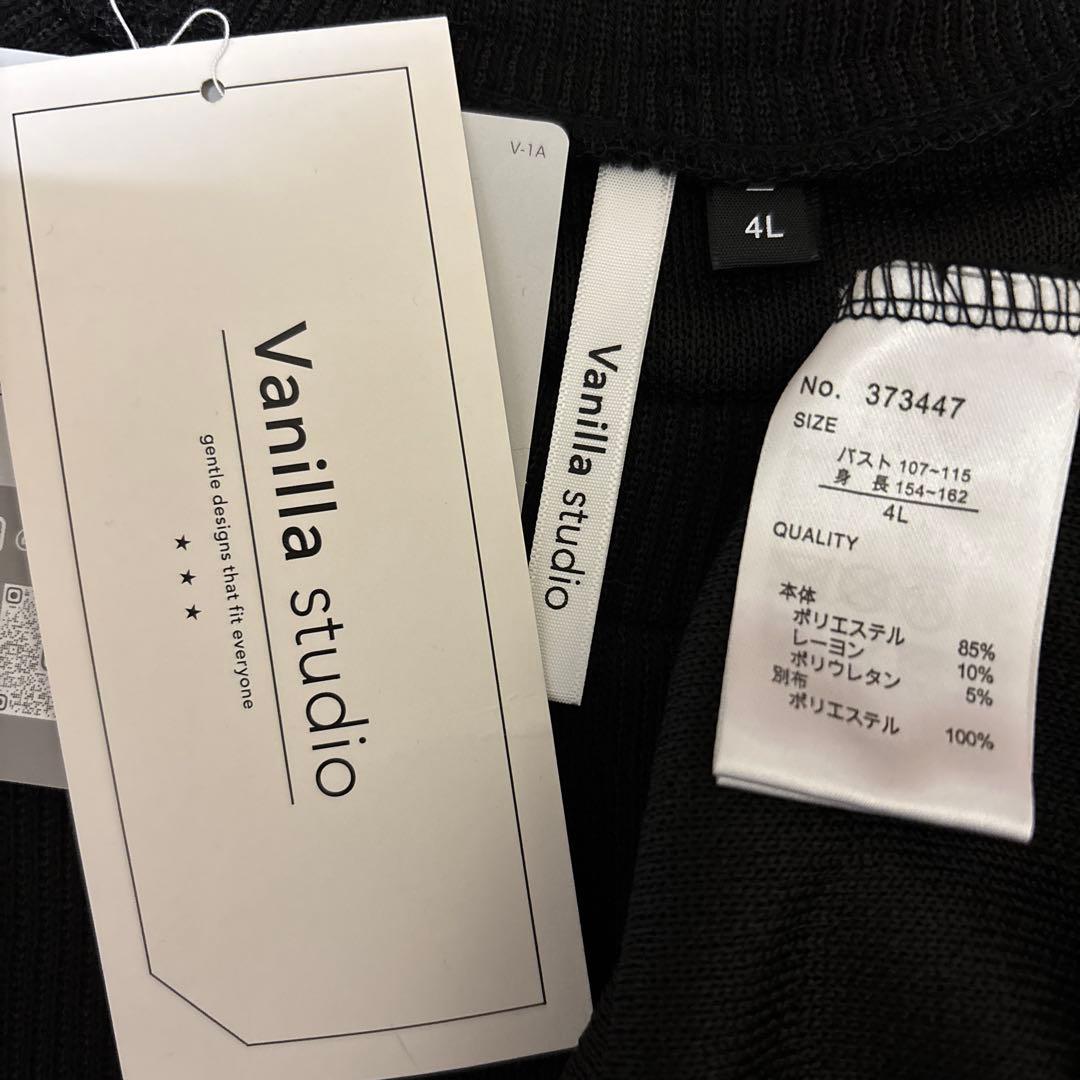 V-1A
Vanilla studio
gentle designs that fit everyone
Vanilla studio
4L
No. 373447
SIZE
バスト 107~115
身 長 154~162
4L
QUALITY
本体
ポリエステル 85%
レーヨン 10%
ポリウレタン 5%
別布
ポリエステル 100%